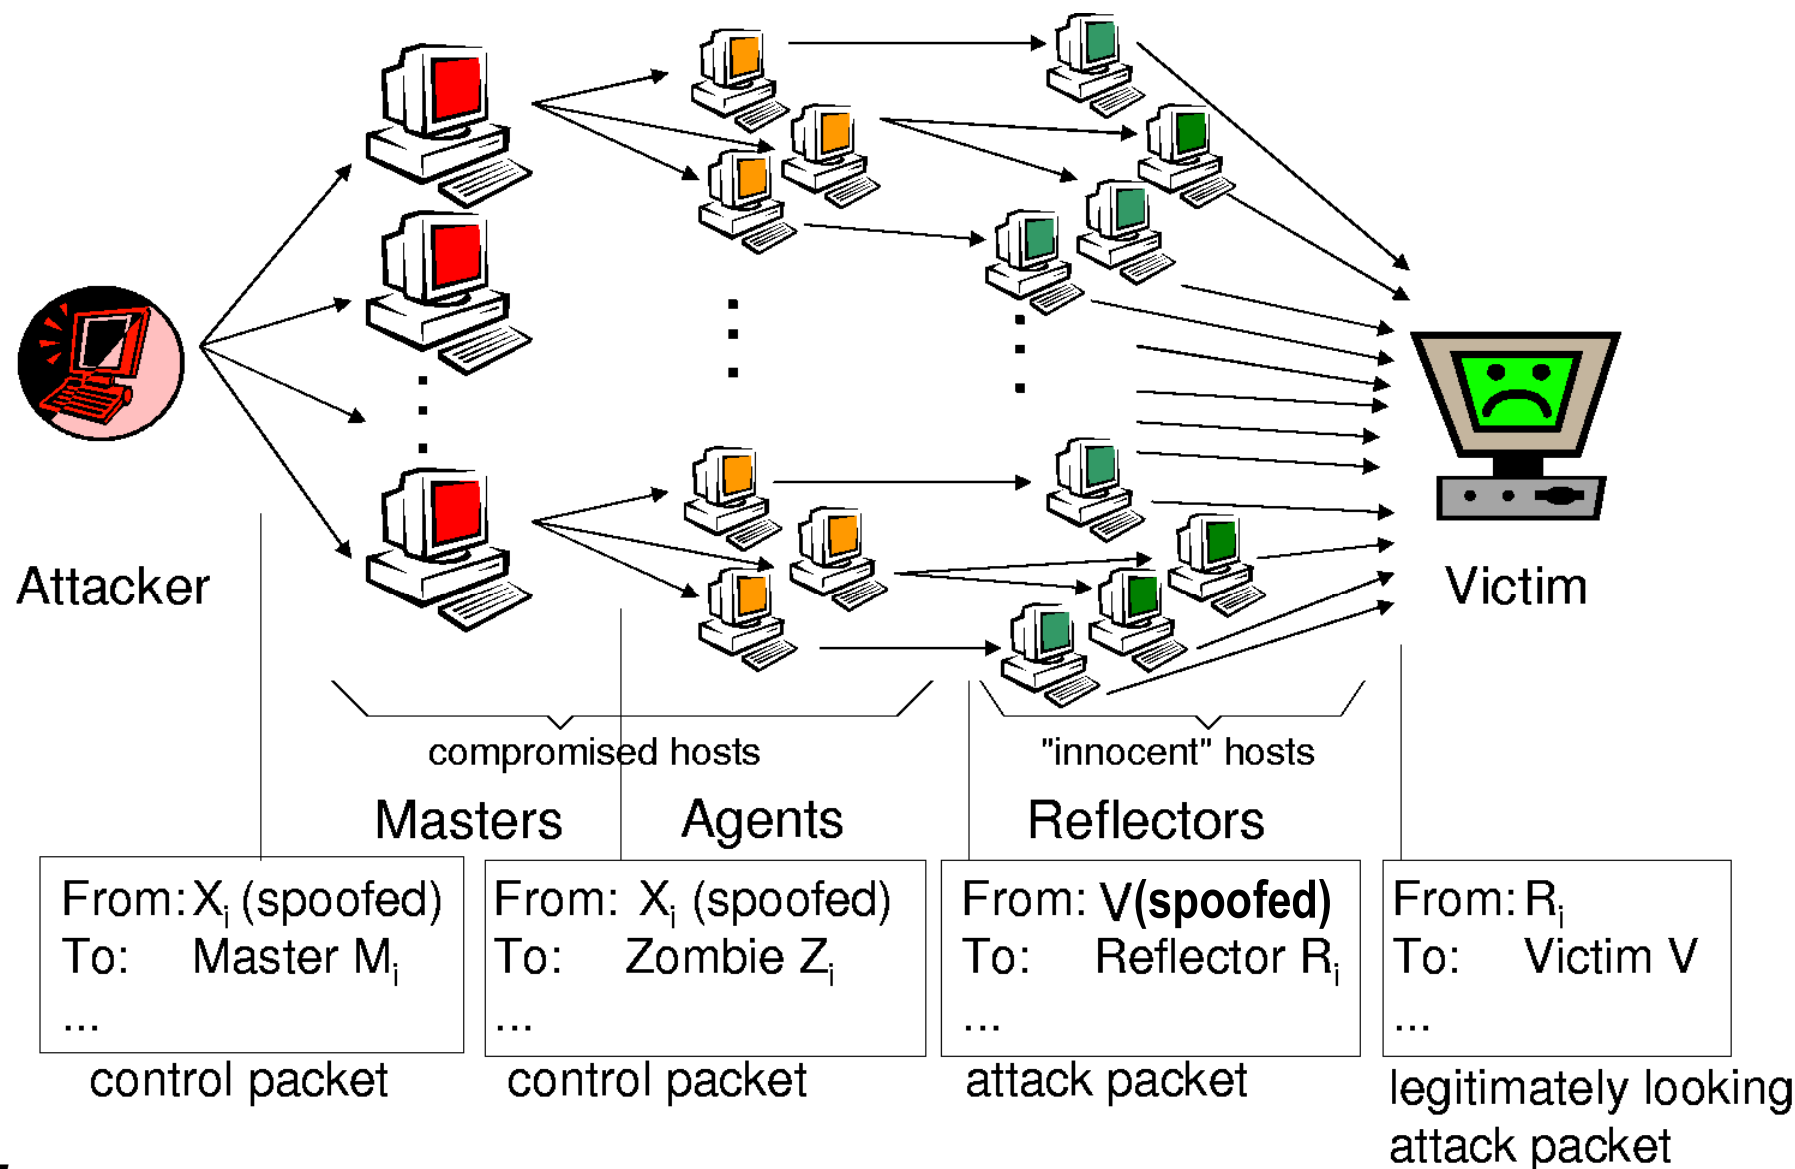 Attacker
Victim
compromised hosts
"innocent" hosts
Masters
Agents
Reflectors
From: Xi (spoofed)
To: Master Mi
...
control packet
From: Xi (spoofed)
To: Zombie Zi
...
control packet
From: V(spoofed)
To: Reflector Ri
...
attack packet
From: Ri
To: Victim V
...
legitimately looking
attack packet